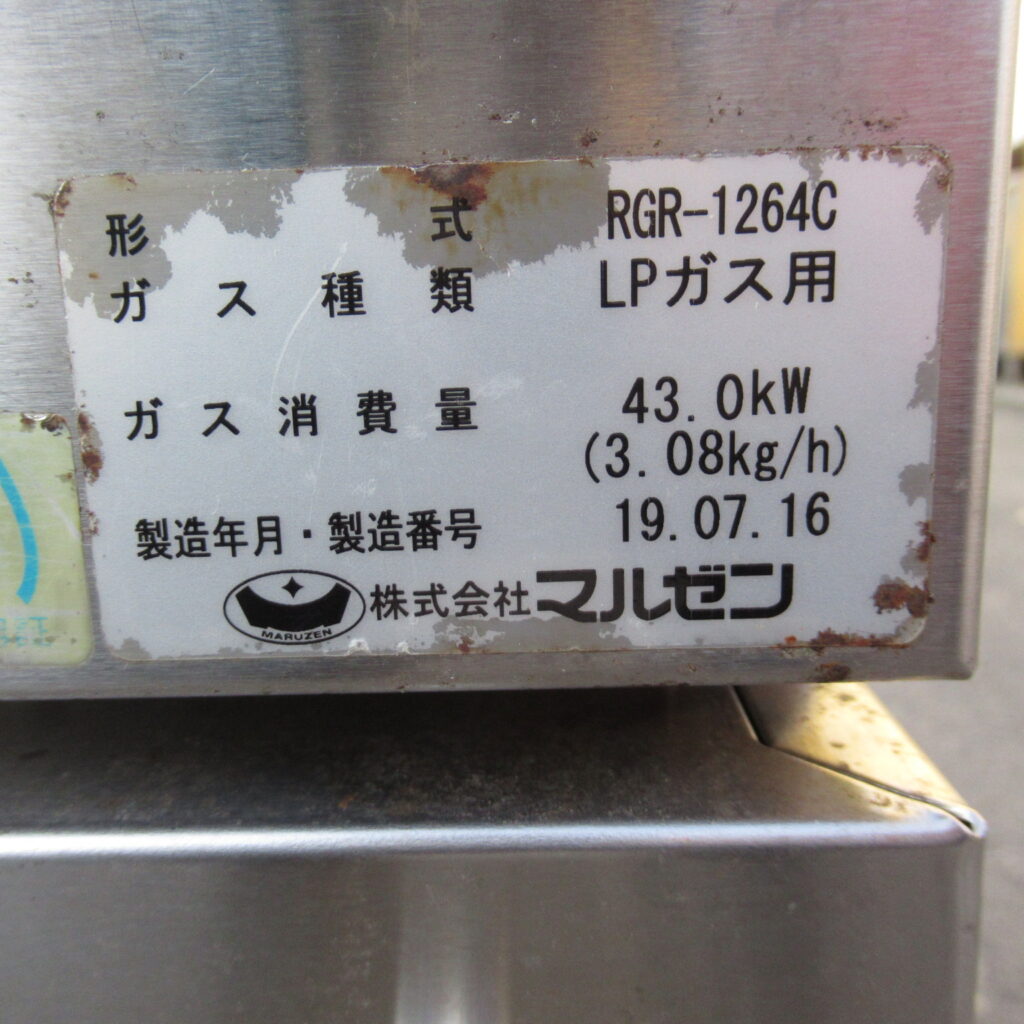 形式 RGR-1264C
ガス種類 LPガス用
ガス消費量 43.0kW
(3.08kg/h)
製造年月・製造番号 19.07.16
MARUZEN 株式会社マルゼン